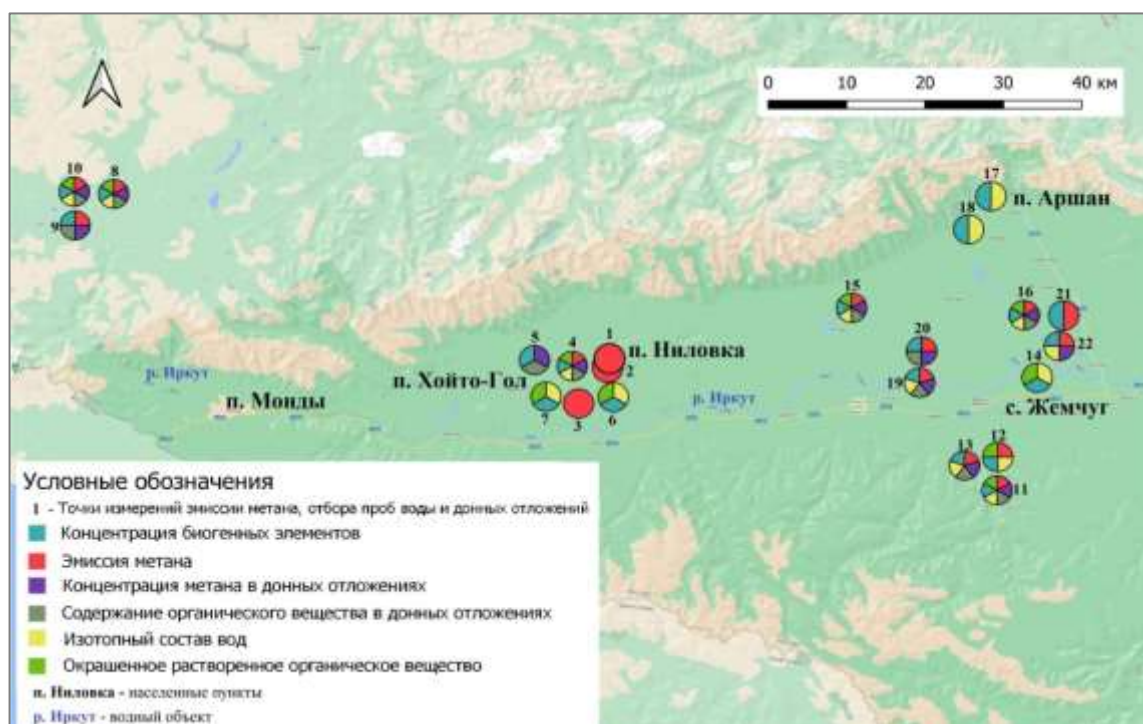 0 10 20 30 40 км
17
п. Аршан
18
10 8
9
15
16 21
20
22
14
19
с. Жемчуг
1
5 4
п. Ниловка
2
п. Хойто-Гол
7 3 6
р. Иркут
п. Монды
р. Иркут
13 12
11
Условные обозначения
1 - Точки измерений эмиссии метана, отбора проб воды и донных отложений
Концентрация биогенных элементов
Эмиссия метана
Концентрация метана в донных отложениях
Содержание органического вещества в донных отложениях
Изотопный состав вод
Окрашенное растворенное органическое вещество
п. Ниловка - населенные пункты
р. Иркут - водный объект